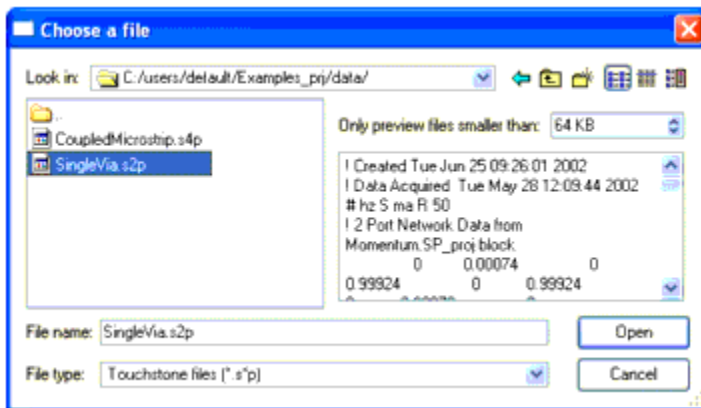 Choose a file
Look in: C:/users/default/Examples_prj/data/
..
CoupledMicrostrip.s4p
SingleVia.s2p
Only preview files smaller than: 64 KB
! Created Tue Jun 25 09:26:01 2002
! Data Acquired Tue May 28 12:09:44 2002
# hz S ma R 50
! 2 Port Network Data from
Momentum.SP_proj block
0 0.00074 0
0.99924 0 0.99924
File name: SingleVia.s2p Open
File type: Touchstone files (*.s*p) Cancel